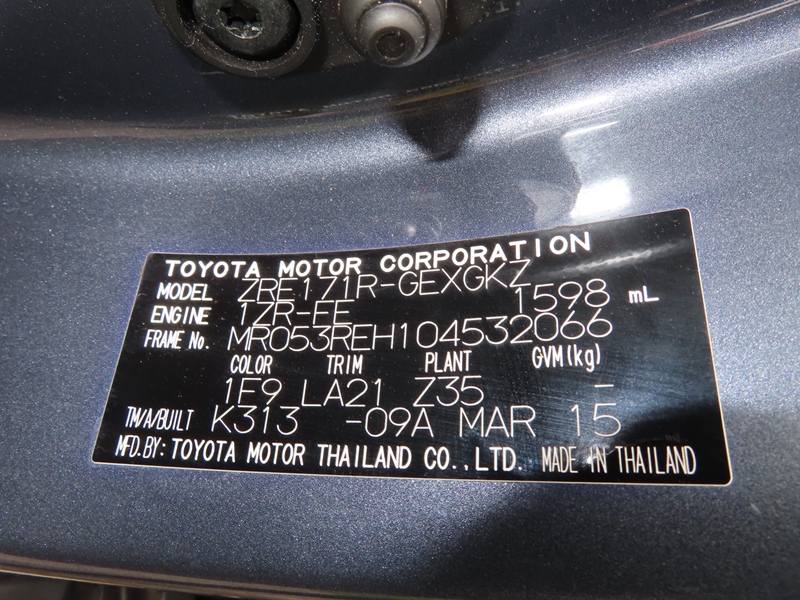 TOYOTA MOTOR CORPORATION
MODEL ZRE171R-GEXGKZ
ENGINE 1ZR-FE 1598 mL
FRAME No. MR053REH104532066
COLOR TRIM PLANT GVM(kg)
1F9 LA21 Z35 -
TM/A/BUILT K313 -09A MAR 15
MFD.BY: TOYOTA MOTOR THAILAND CO.,LTD. MADE IN THAILAND